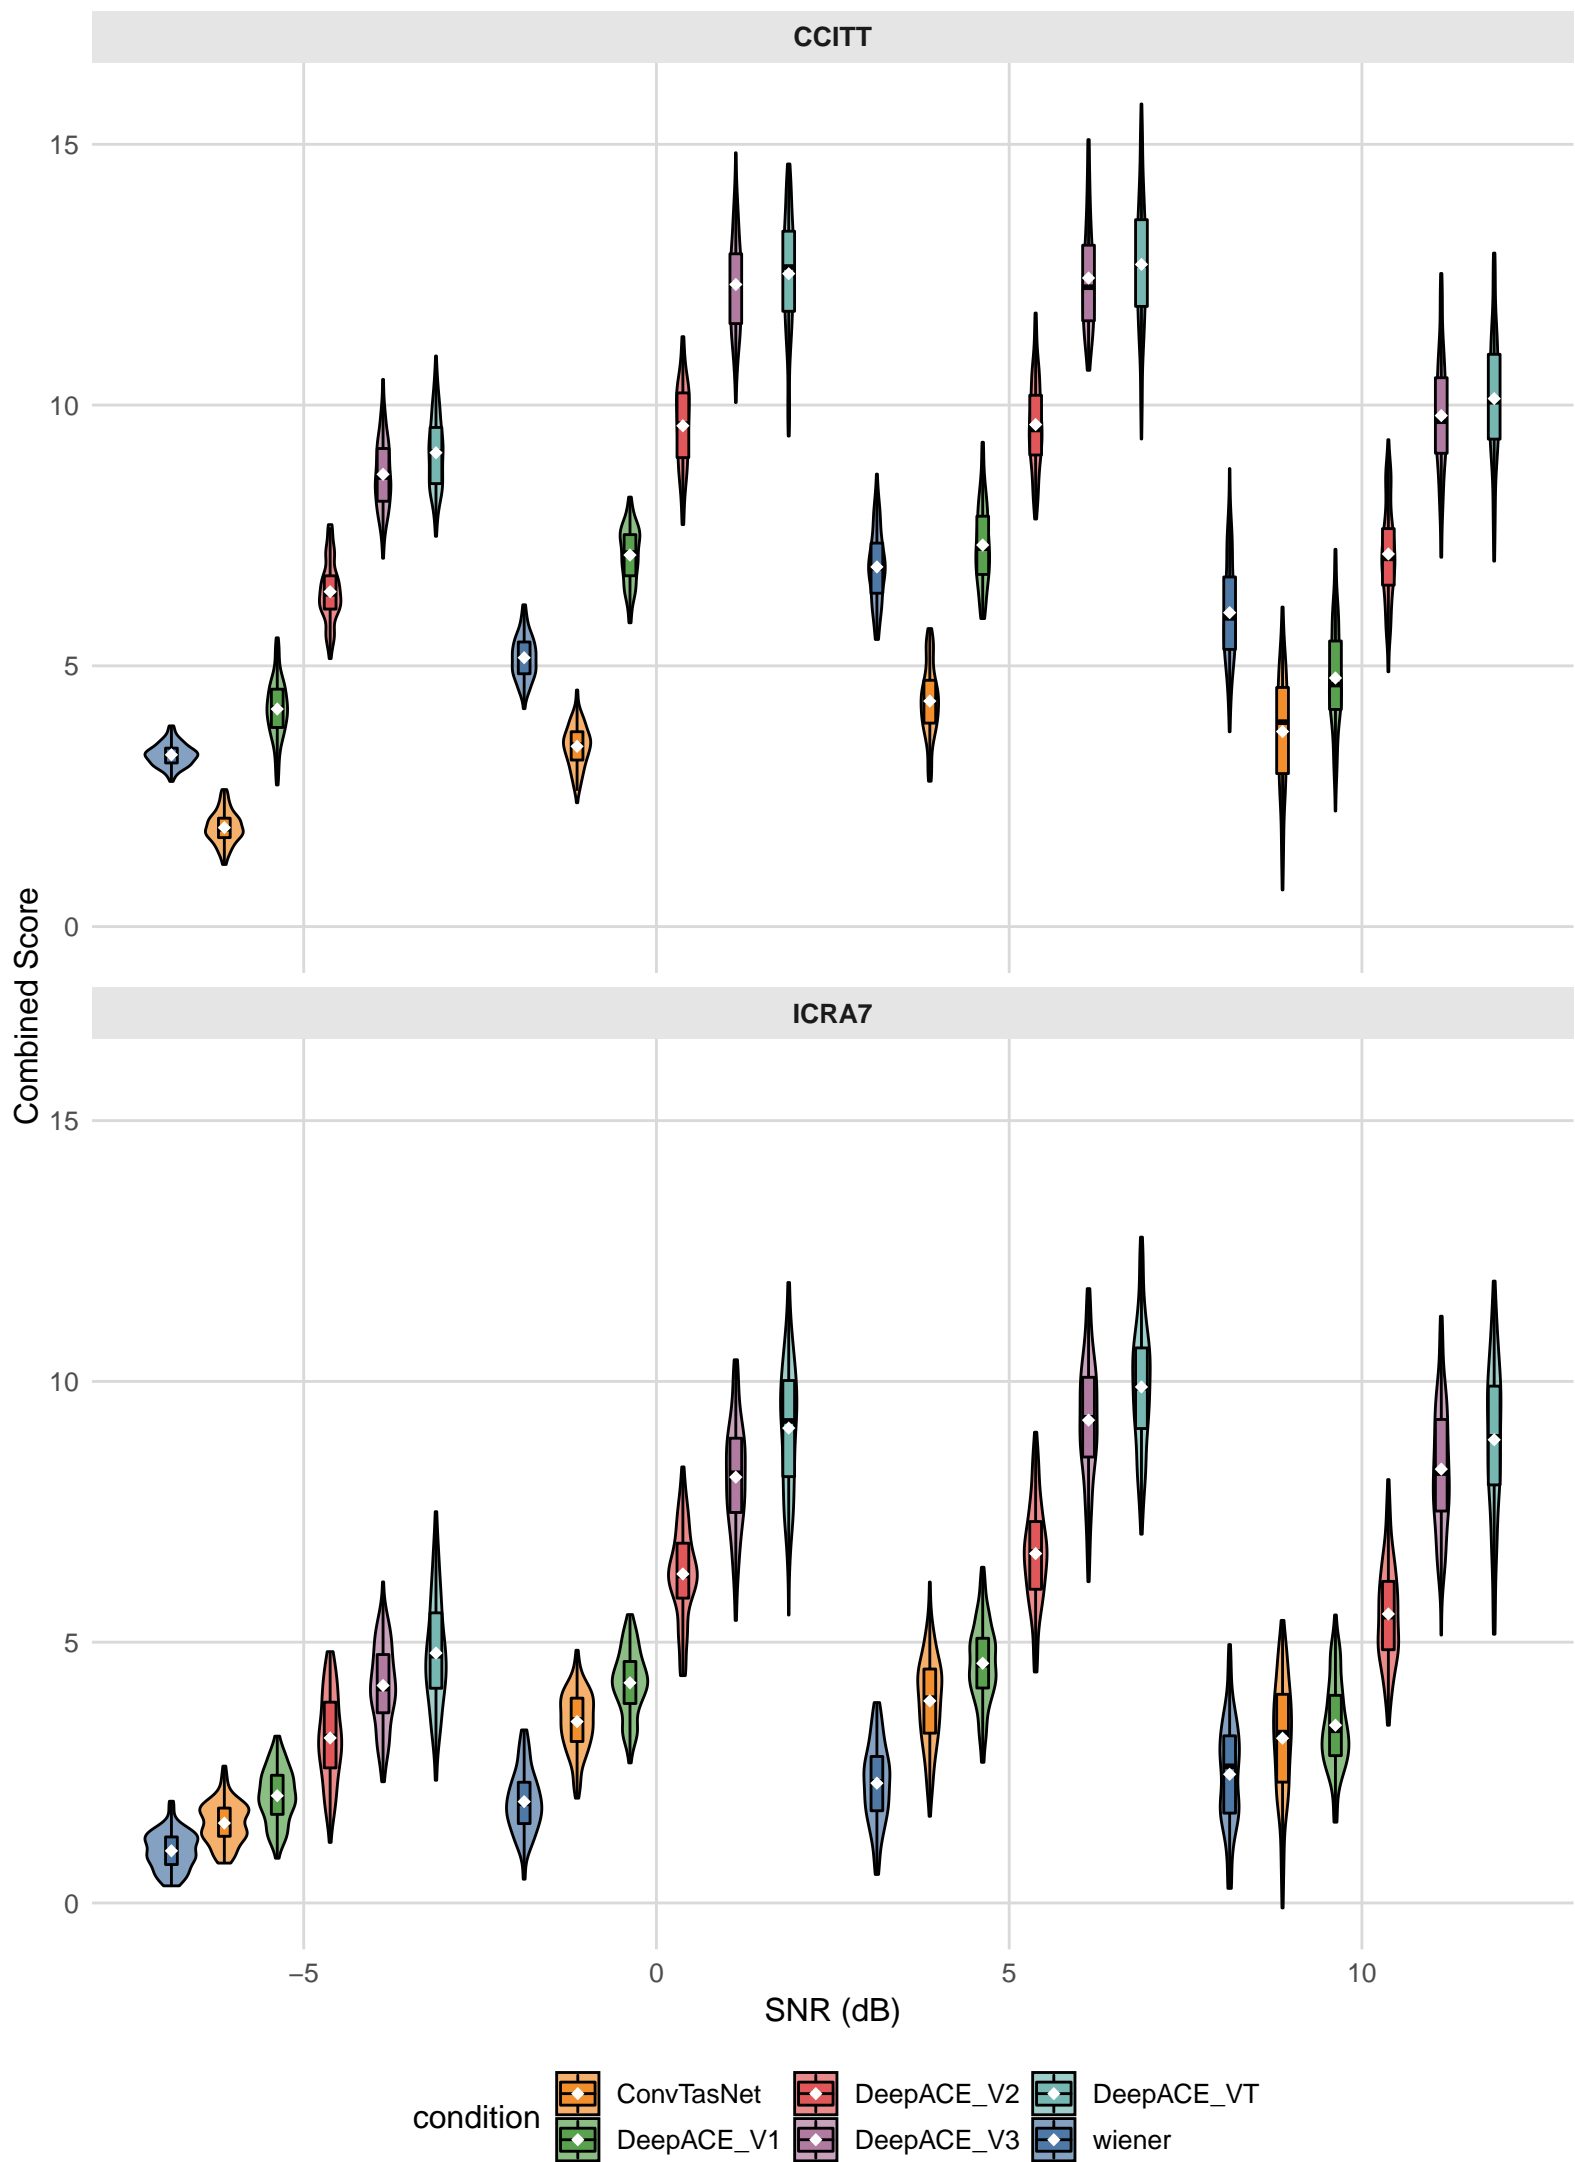 CCITT
15
10
5
0
Combined Score
ICRA7
15
10
5
0
−5 0 5 10
SNR (dB)
condition
ConvTasNet DeepACE_V2 DeepACE_VT
DeepACE_V1 DeepACE_V3 wiener